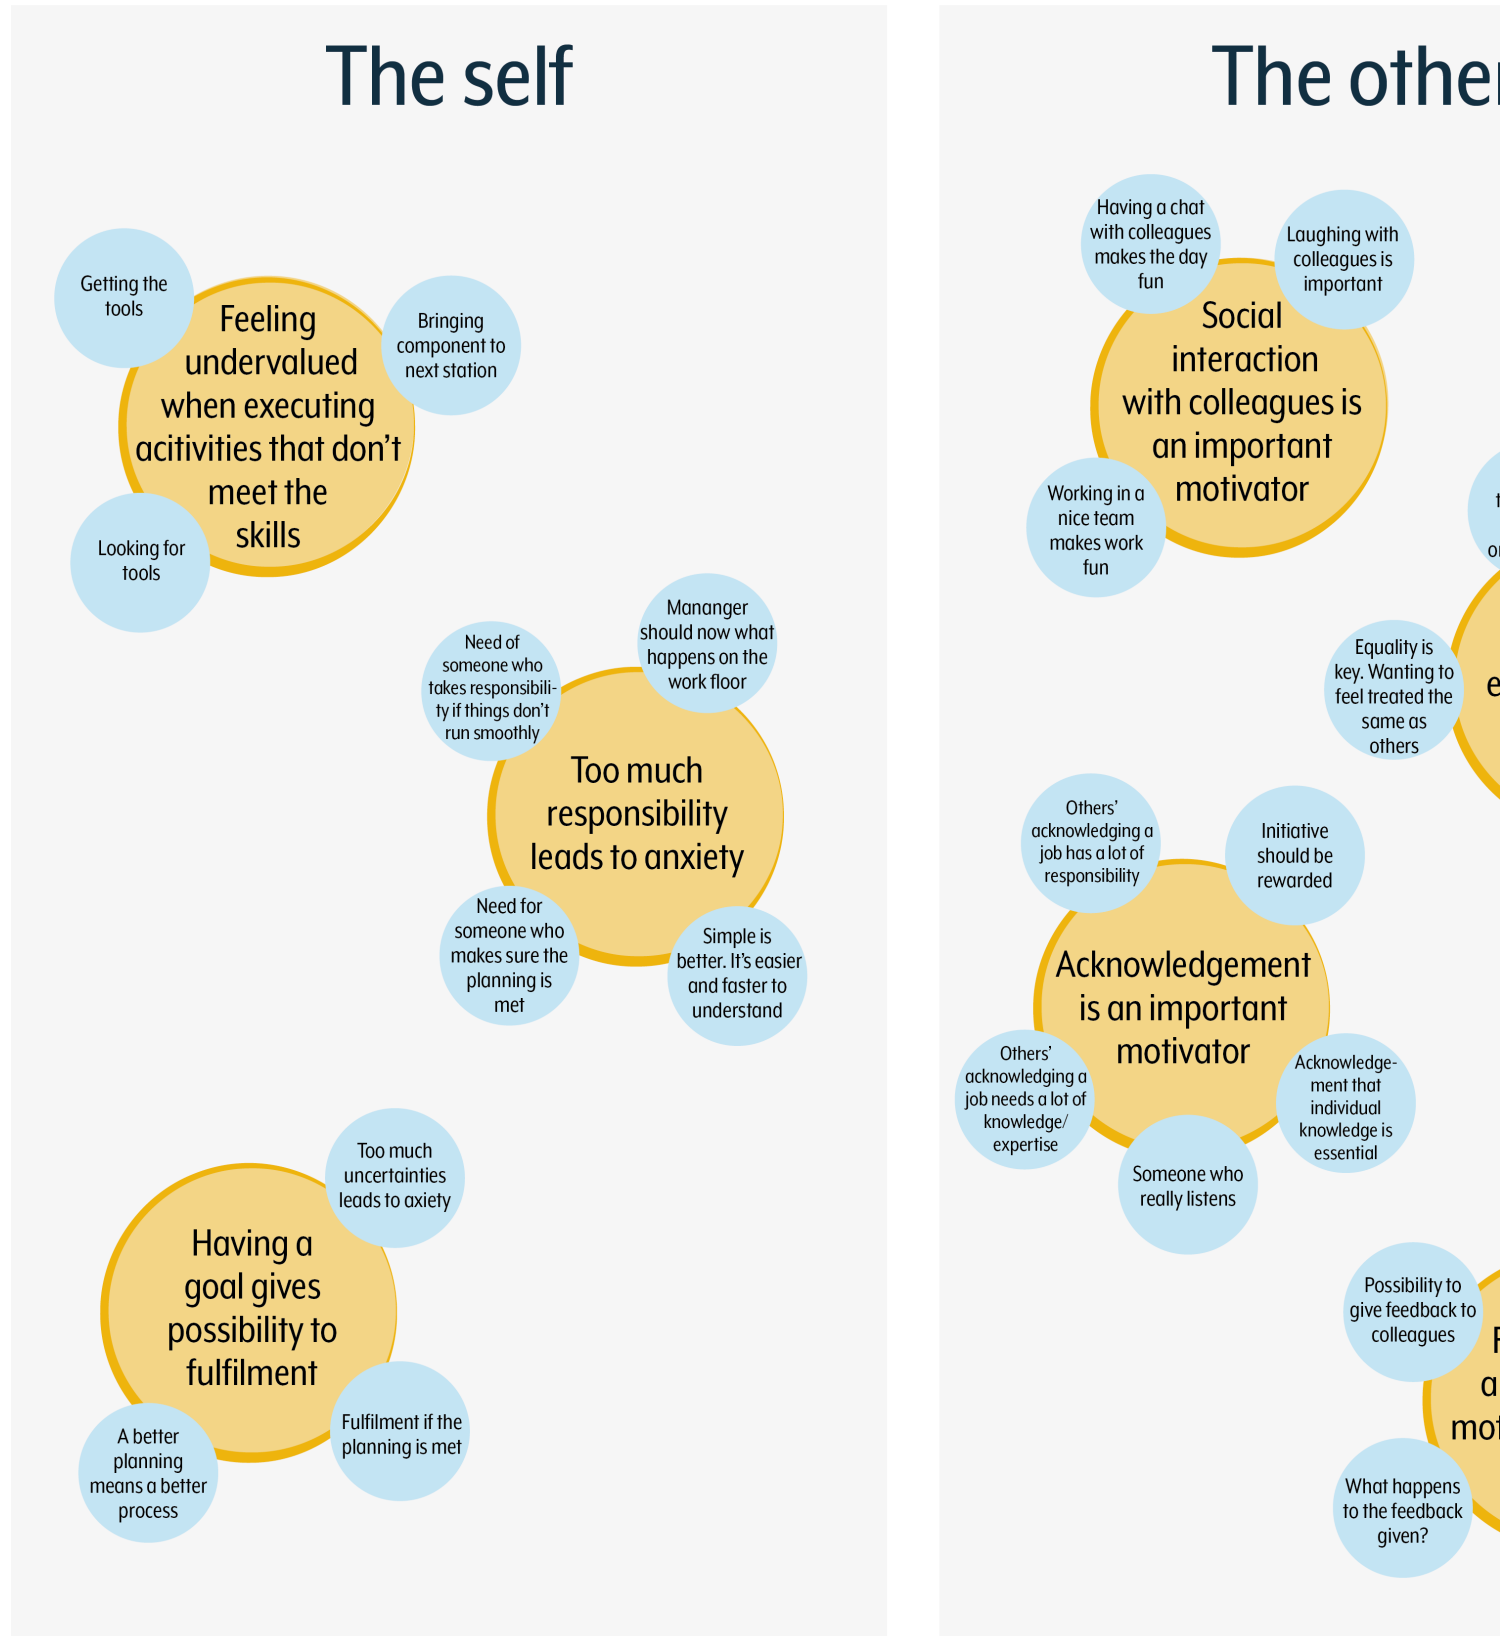 The self
Getting the
tools
Feeling
undervalued
when executing
acitivities that don’t
meet the
skills
Bringing
component to
next station
Looking for
tools
Need of
someone who
takes responsibili-
ty if things don’t
run smoothly
Mananger
should now what
happens on the
work floor
Too much
responsibility
leads to anxiety
Need for
someone who
makes sure the
planning is
met
Simple is
better. It’s easier
and faster to
understand
Too much
uncertainties
leads to axiety
Having a
goal gives
possibility to
fulfilment
Fulfilment if the
planning is met
A better
planning
means a better
process
The other
Having a chat
with colleagues
makes the day
fun
Laughing with
colleagues is
important
Social
interaction
with colleagues is
an important
motivator
Working in a
nice team
makes work
fun
Equality is
key. Wanting to
feel treated the
same as
others
Others’
acknowledging a
job has a lot of
responsibility
Initiative
should be
rewarded
Acknowledgement
is an important
motivator
Others’
acknowledging a
job needs a lot of
knowledge/
expertise
Acknowledge-
ment that
individual
knowledge is
essential
Someone who
really listens
Possibility to
give feedback to
colleagues
What happens
to the feedback
given?